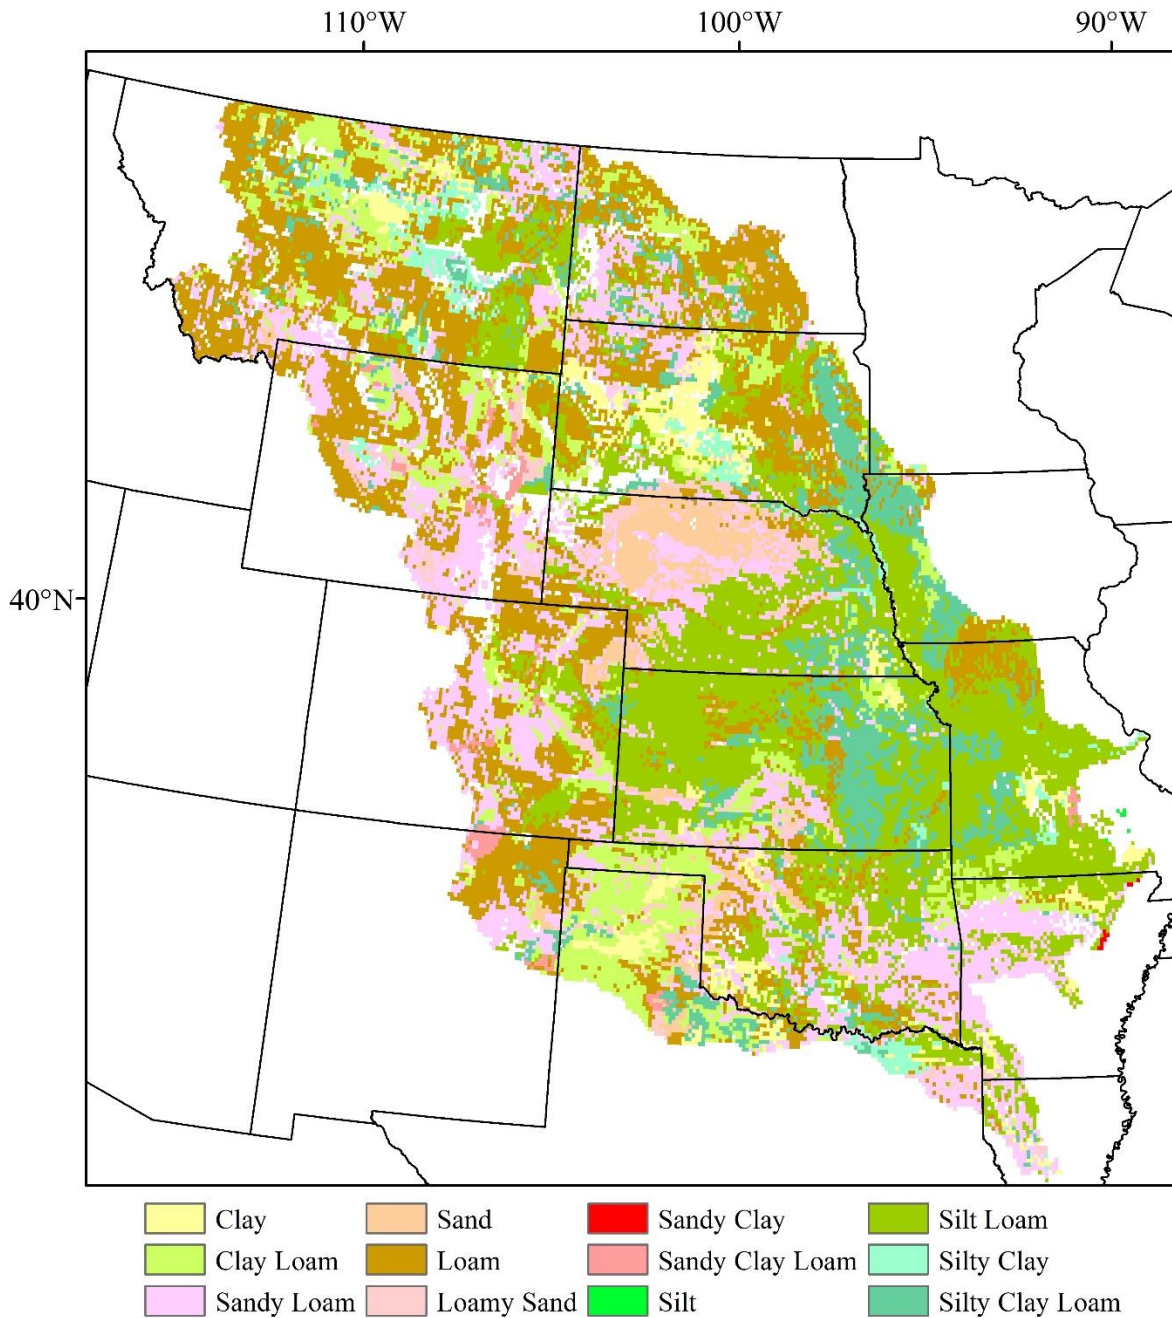 110°W 100°W 90°W
40°N
Clay Sand Sandy Clay Silt Loam
Clay Loam Loam Sandy Clay Loam Silty Clay
Sandy Loam Loamy Sand Silt Silty Clay Loam